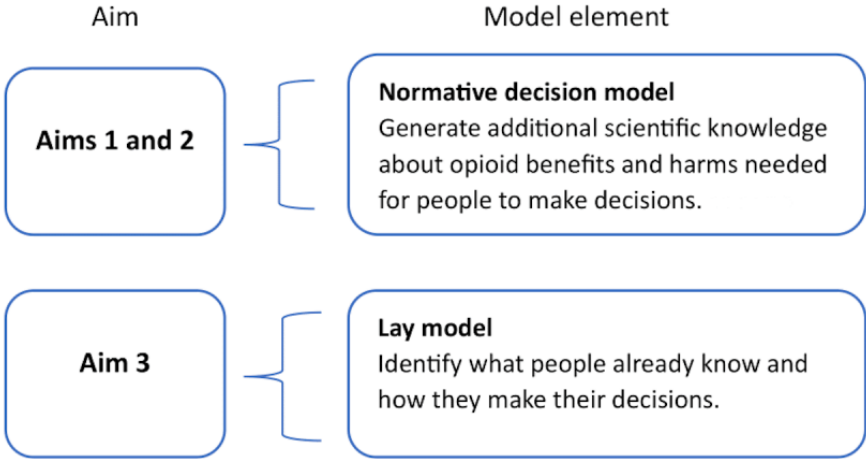 Aim
Model element
Aims 1 and 2
Normative decision model
Generate additional scientific knowledge
about opioid benefits and harms needed
for people to make decisions.
Aim 3
Lay model
Identify what people already know and
how they make their decisions.